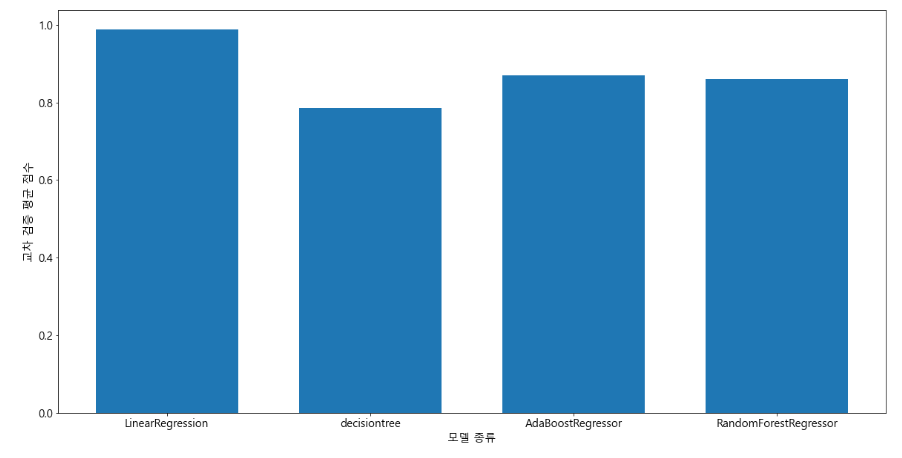 교차 검증 평균 점수
1.0
0.8
0.6
0.4
0.2
0.0
LinearRegression decisiontree AdaBoostRegressor RandomForestRegressor
모델 종류